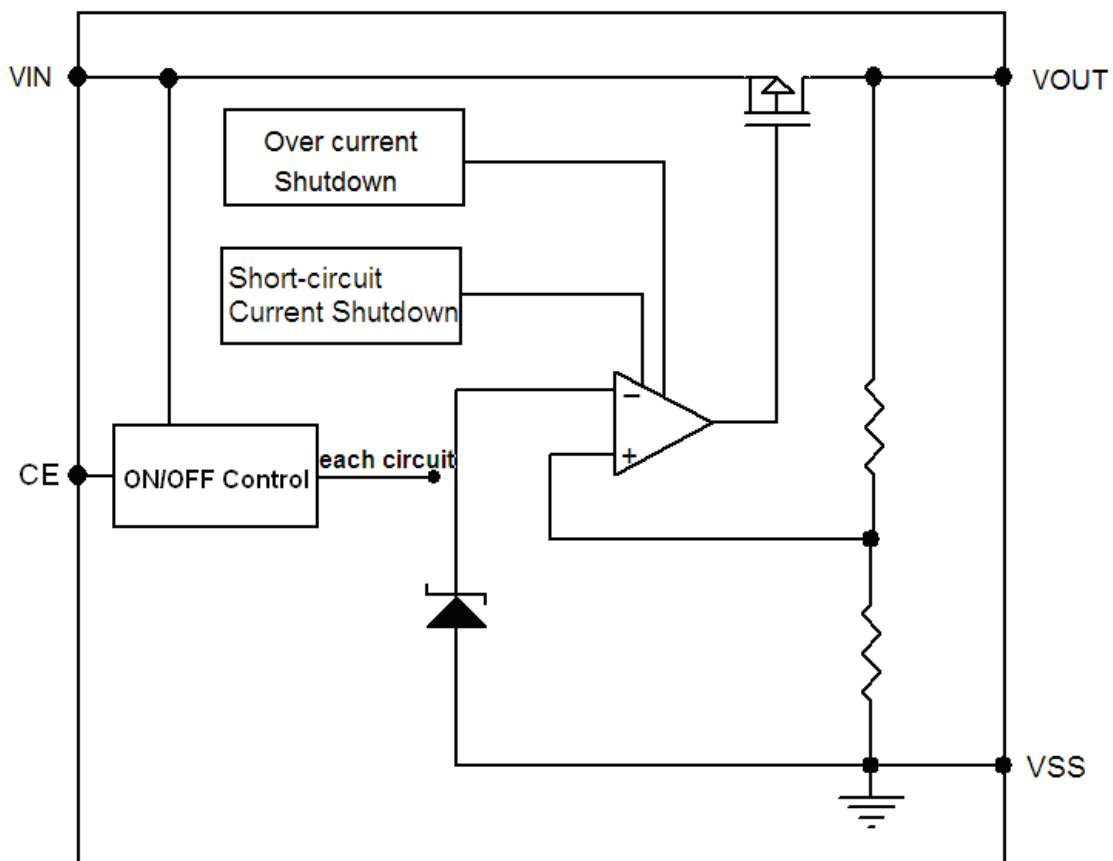 VIN
VOUT
Over current
Shutdown
Short-circuit
Current Shutdown
−
+
each circuit
CE
ON/OFF Control
VSS